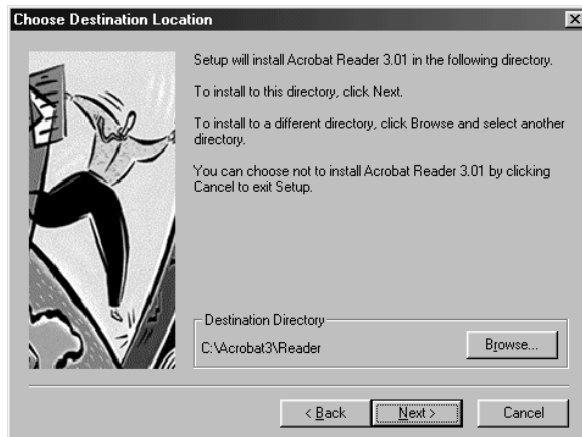 Choose Destination Location
Setup will install Acrobat Reader 3.01 in the following directory.
To install to this directory, click Next.
To install to a different directory, click Browse and select another
directory.
You can choose not to install Acrobat Reader 3.01 by clicking
Cancel to exit Setup.
Destination Directory
C:\Acrobat3\Reader
Browse...
< Back
Next >
Cancel